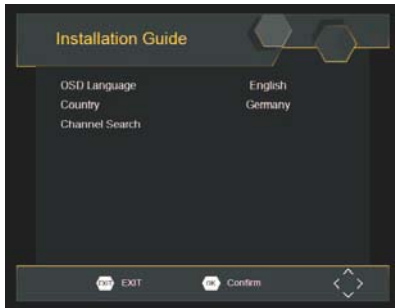 Installation Guide
OSD Language English
Country Germany
Channel Search
EXIT EXIT
OK Confirm